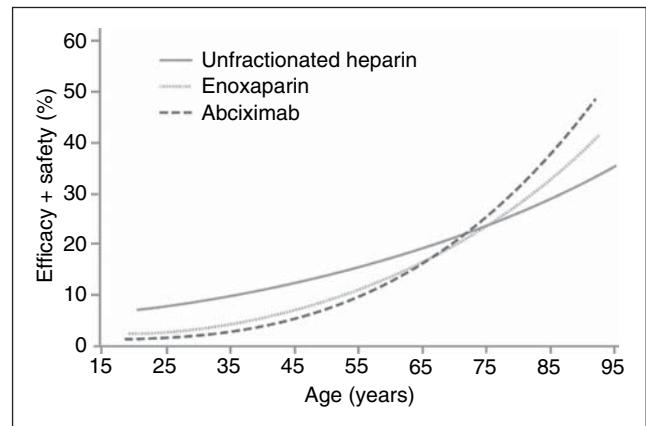 60
50
40
30
20
10
0
Efficacy + safety (%)
Unfractionated heparin
Enoxaparin
Abciximab
15 25 35 45 55 65 75 85 95
Age (years)